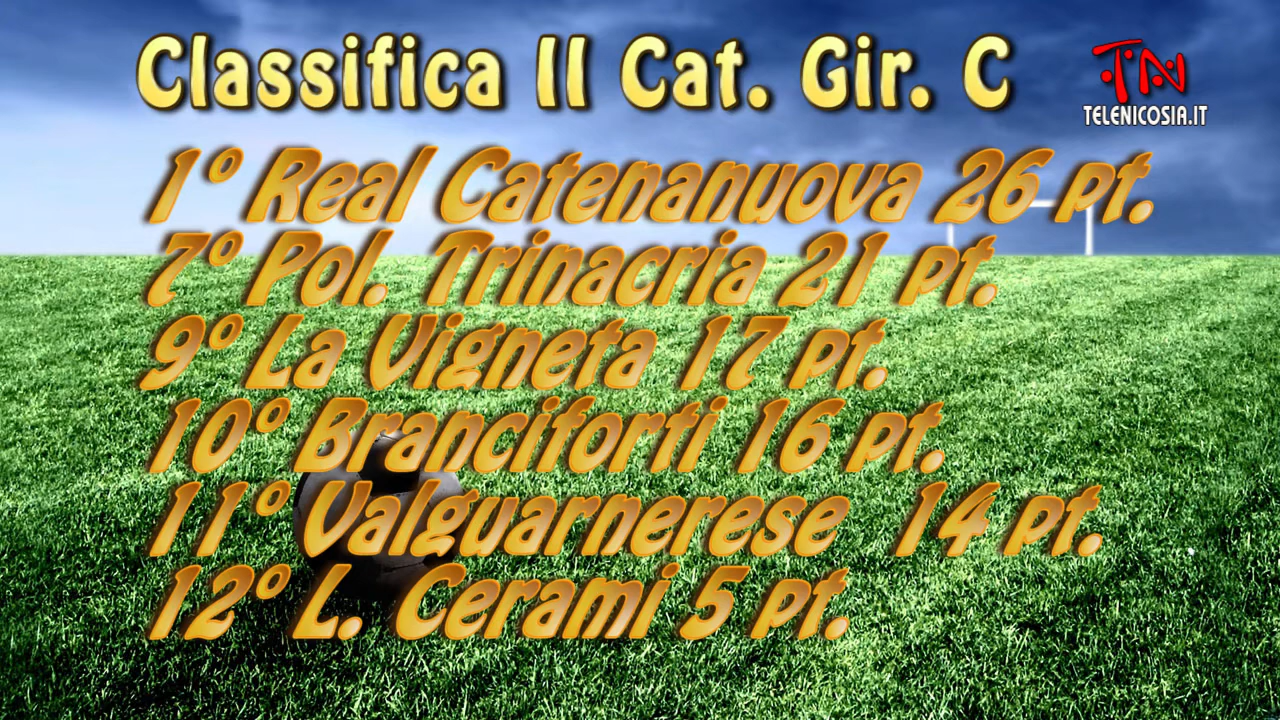 Classifica II Cat. Gir. C
TN
TELENICOSIA.IT
1° Real Catenanuova 26 pt.
7° Pol. Trinacria 21 pt.
9° La Vigneta 17 pt.
10° Branciforti 16 pt.
11° Valguarnerese 14 pt.
12° L. Cerami 5 pt.